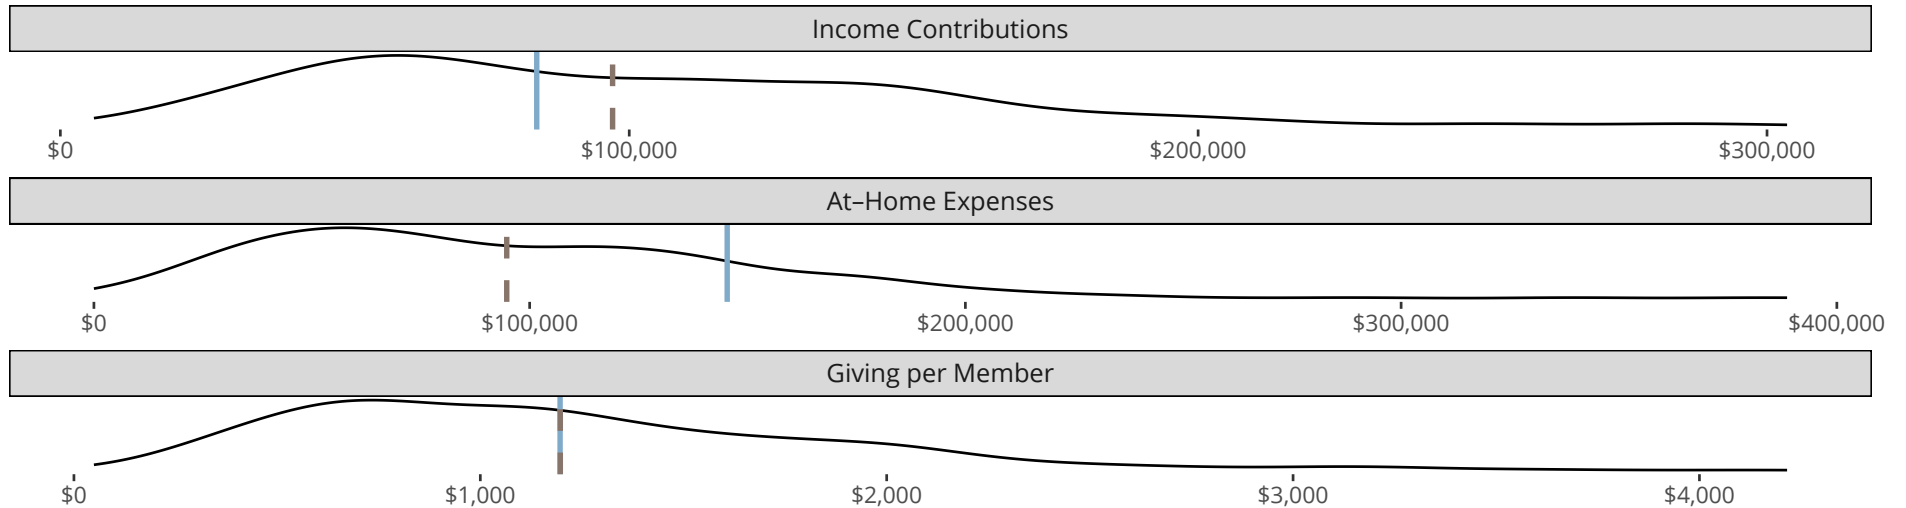 Income Contributions
$0 $100,000 $200,000 $300,000
At–Home Expenses
$0 $100,000 $200,000 $300,000 $400,000
Giving per Member
$0 $1,000 $2,000 $3,000 $4,000